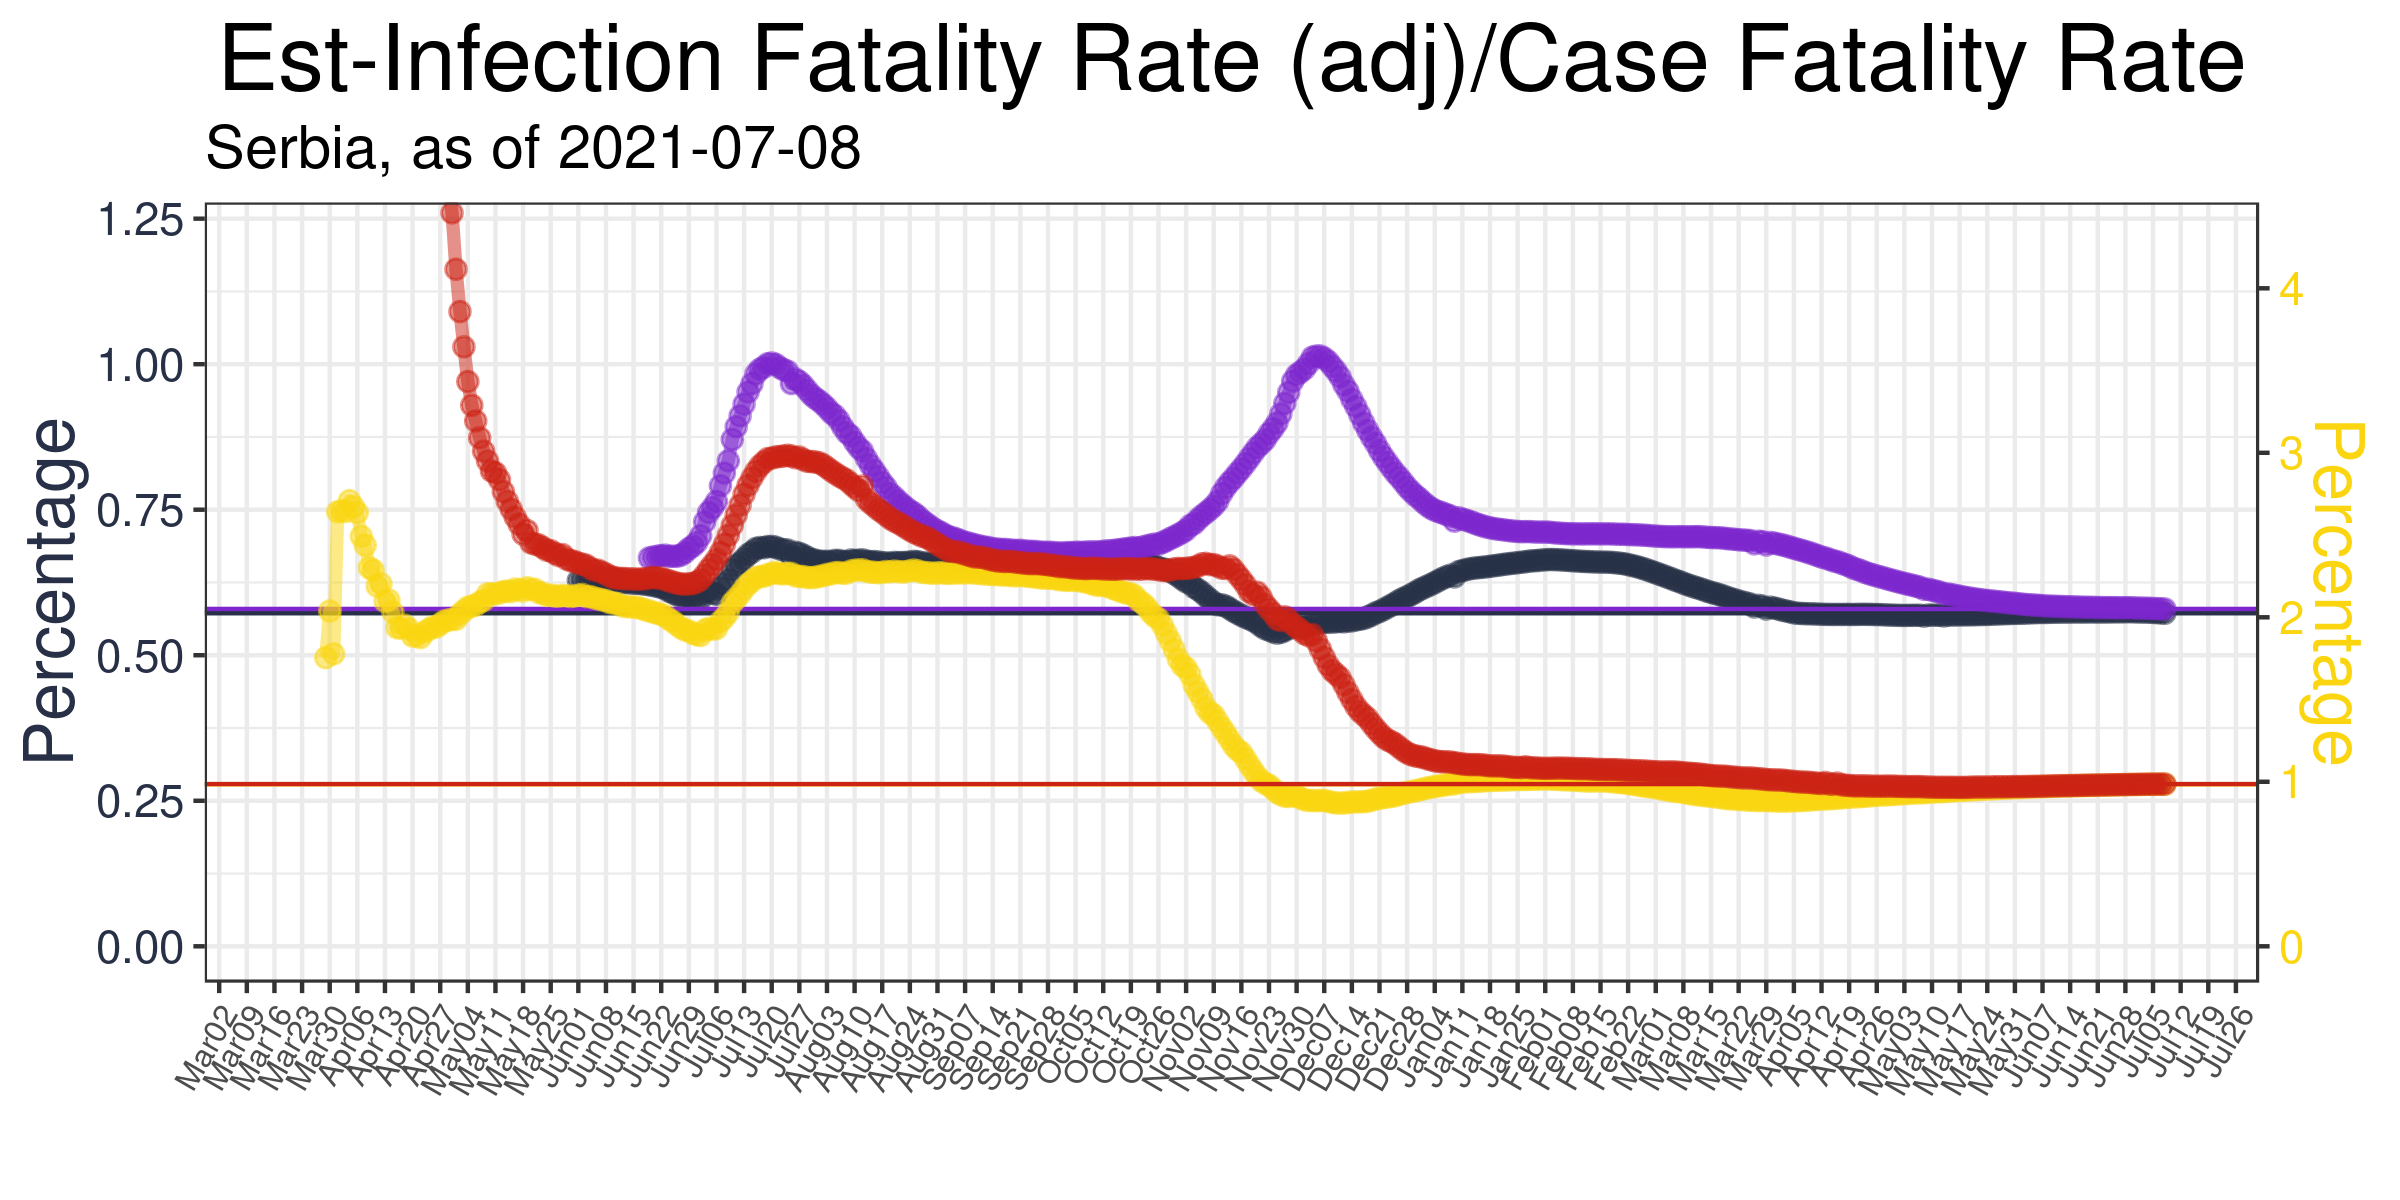 Est-Infection Fatality Rate (adj)/Case Fatality Rate
Serbia, as of 2021-07-08
Percentage
1.25
1.00
0.75
0.50
0.25
0.00
4
3
2
1
0
Percentage
Mar02
Mar09
Mar16
Mar23
Mar30
Apr06
Apr13
Apr20
Apr27
May04
May11
May18
May25
Jun01
Jun08
Jun15
Jun22
Jun29
Jul06
Jul13
Jul20
Jul27
Aug03
Aug10
Aug17
Aug24
Aug31
Sep07
Sep14
Sep21
Sep28
Oct05
Oct12
Oct19
Oct26
Nov02
Nov09
Nov16
Nov23
Nov30
Dec07
Dec14
Dec21
Dec28
Jan04
Jan11
Jan18
Jan25
Feb01
Feb08
Feb15
Feb22
Mar01
Mar08
Mar15
Mar22
Mar29
Apr05
Apr12
Apr19
Apr26
May03
May10
May17
May24
May31
Jun07
Jun14
Jun21
Jun28
Jul05
Jul12
Jul19
Jul26